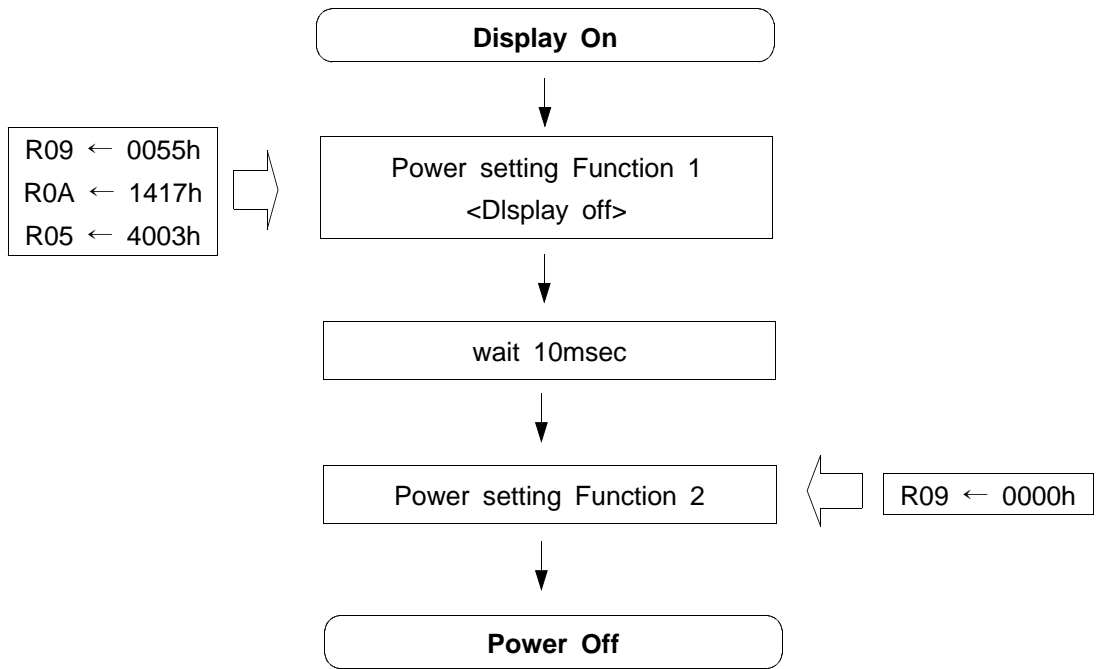 Display On
R09 ← 0055h
R0A ← 1417h
R05 ← 4003h
Power setting Function 1
<DIsplay off>
wait 10msec
Power setting Function 2
R09 ← 0000h
Power Off